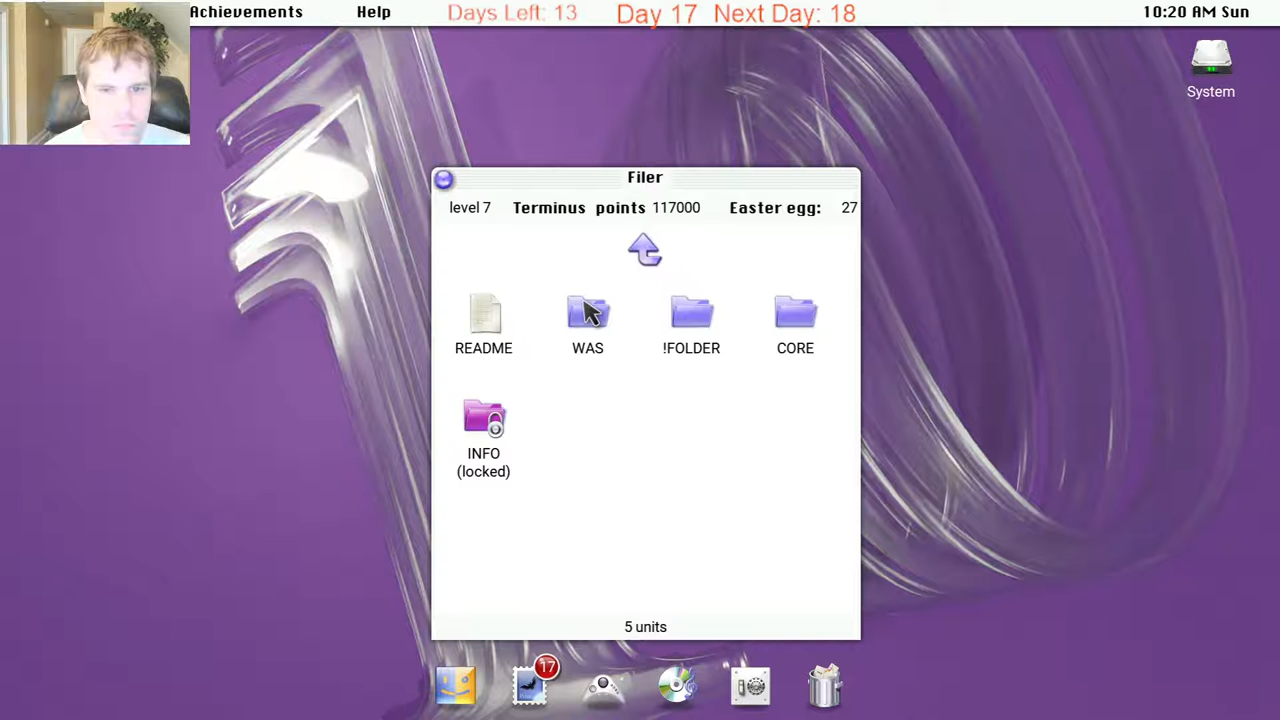 Achievements Help Days Left: 13 Day 17 Next Day: 18 10:20 AM Sun
System
Filer
level 7 Terminus points 117000 Easter egg: 27
README WAS !FOLDER CORE
INFO
(locked)
5 units
17